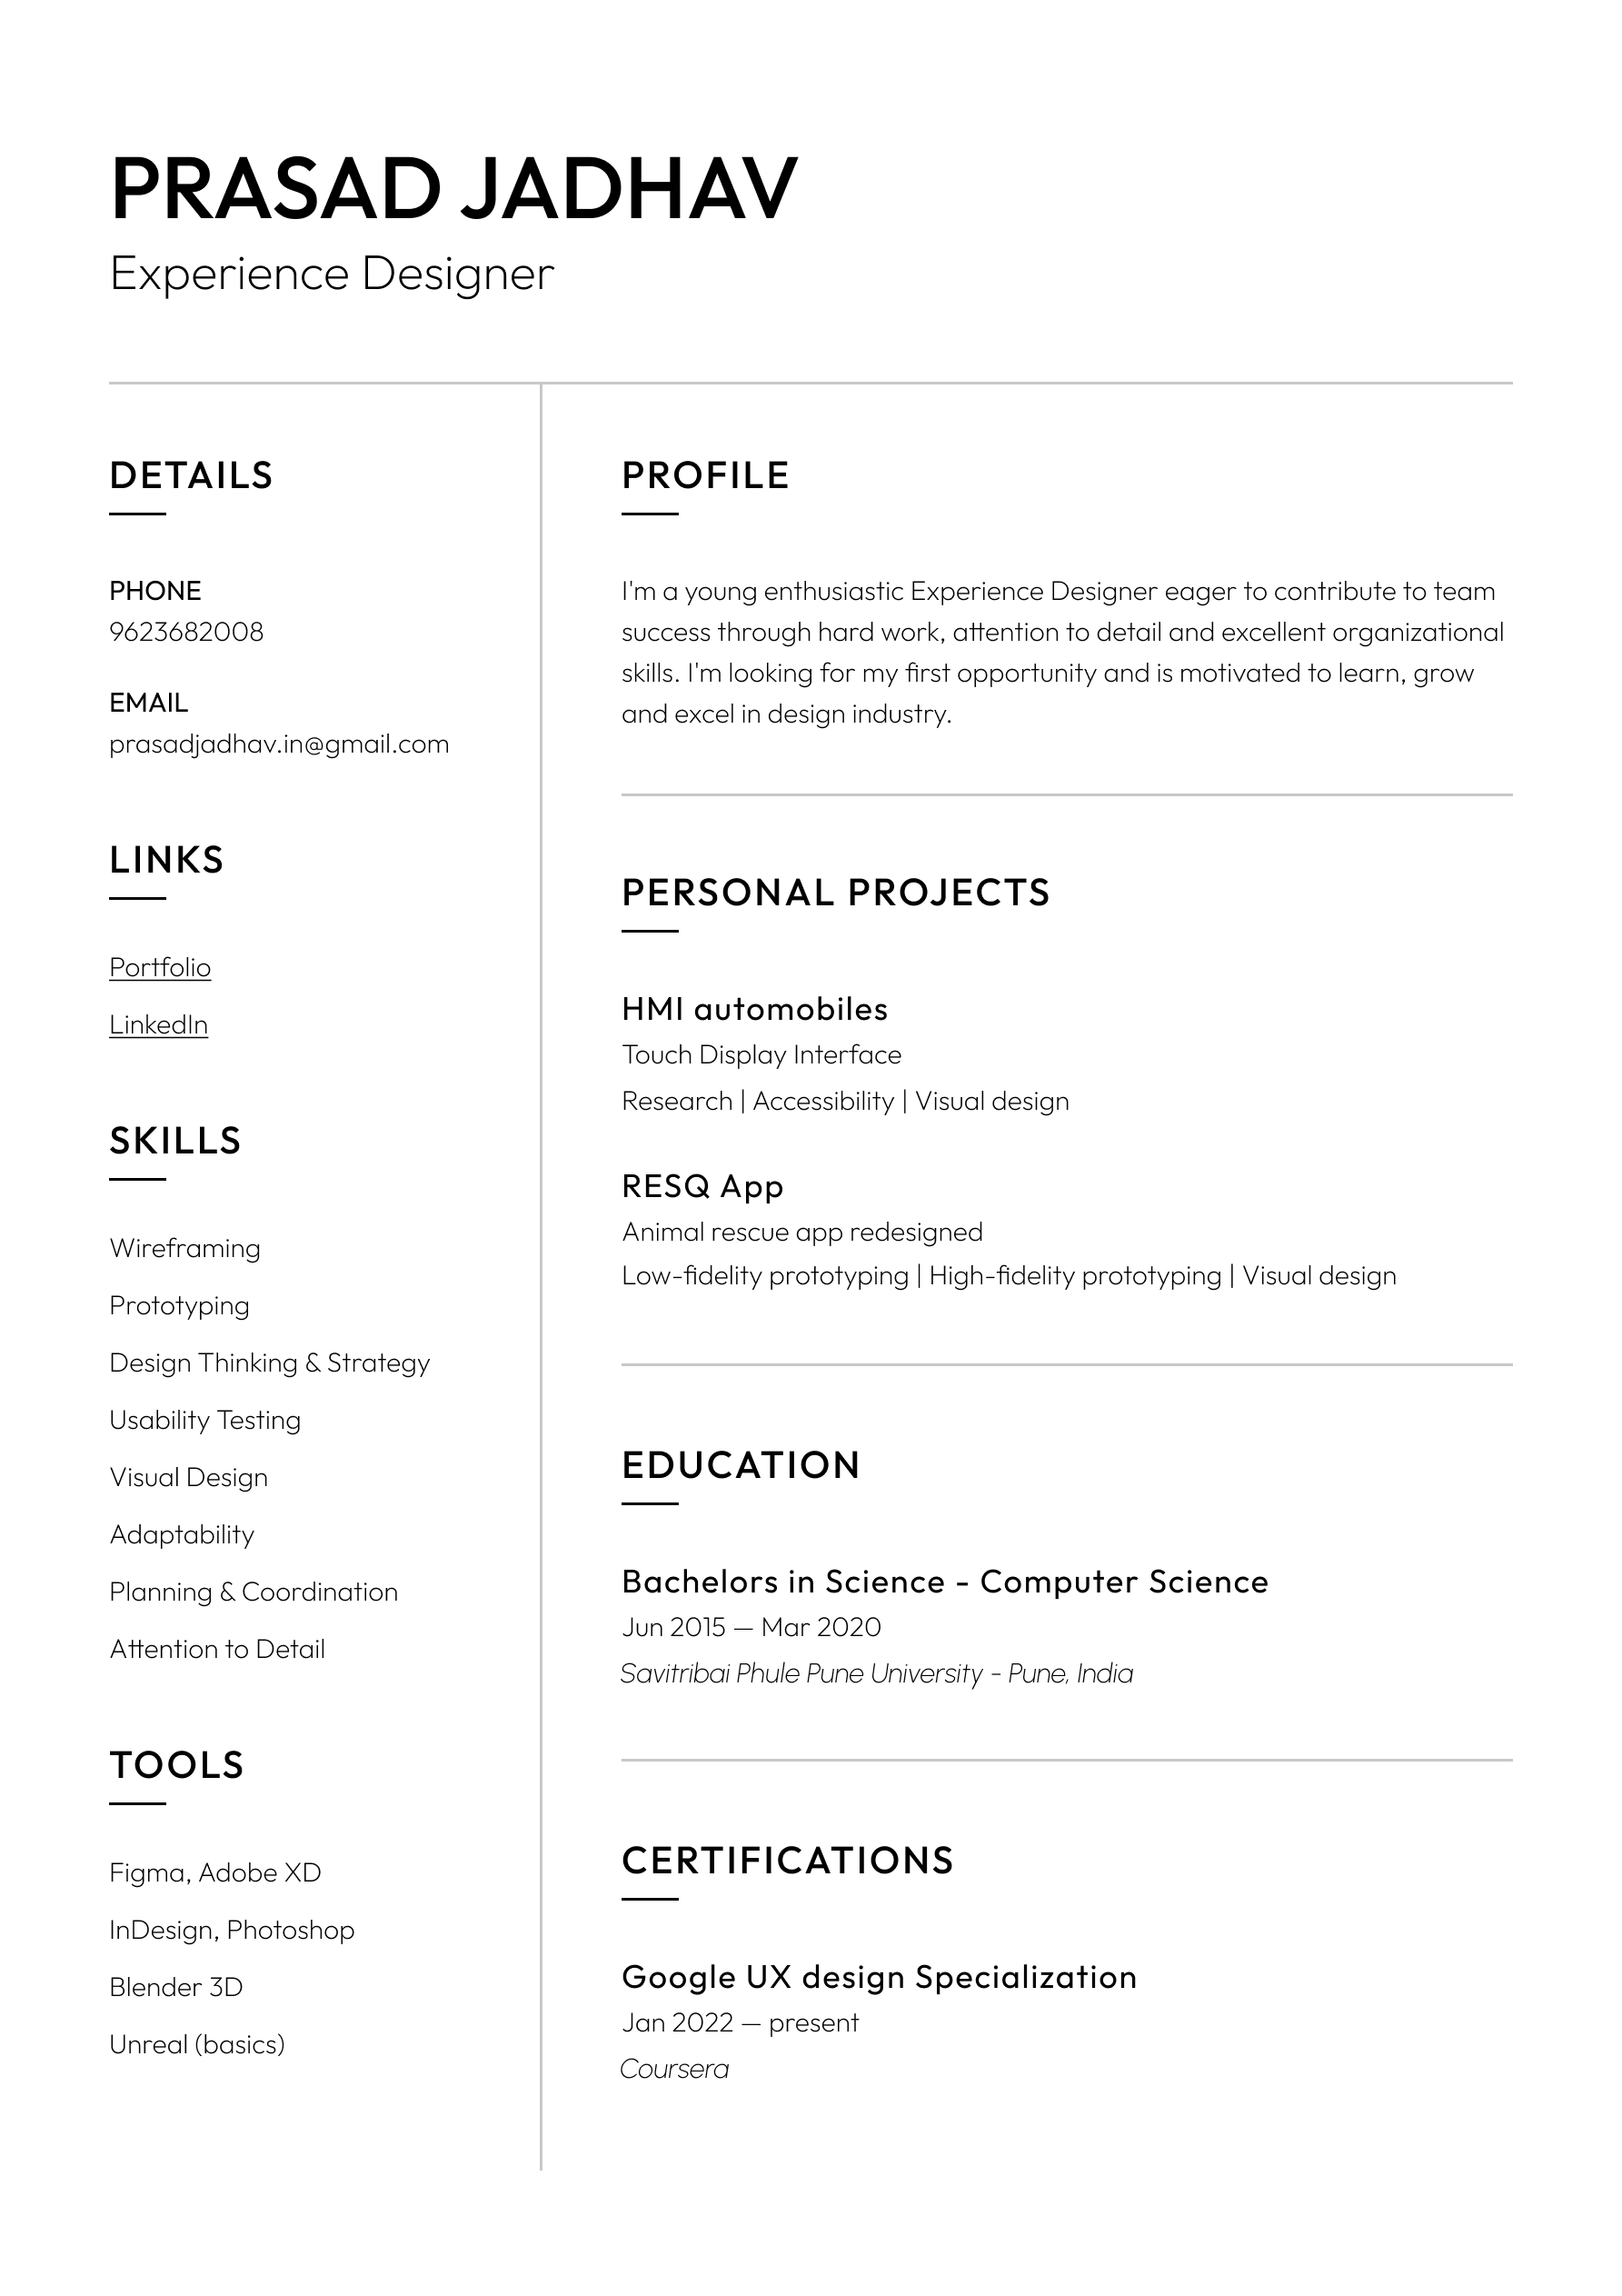 PRASAD JADHAV
Experience Designer
DETAILS
PHONE
9623682008
EMAIL
prasadjadhav.in@gmail.com
LINKS
Portfolio
LinkedIn
SKILLS
Wireframing
Prototyping
Design Thinking & Strategy
Usability Testing
Visual Design
Adaptability
Planning & Coordination
Attention to Detail
TOOLS
Figma, Adobe XD
InDesign, Photoshop
Blender 3D
Unreal (basics)
PROFILE
I'm a young enthusiastic Experience Designer eager to contribute to team
success through hard work, attention to detail and excellent organizational
skills. I'm looking for my first opportunity and is motivated to learn, grow
and excel in design industry.
PERSONAL PROJECTS
HMI automobiles
Touch Display Interface
Research | Accessibility | Visual design
RESQ App
Animal rescue app redesigned
Low-fidelity prototyping | High-fidelity prototyping | Visual design
EDUCATION
Bachelors in Science - Computer Science
Jun 2015 — Mar 2020
Savitribai Phule Pune University - Pune, India
CERTIFICATIONS
Google UX design Specialization
Jan 2022 — present
Coursera